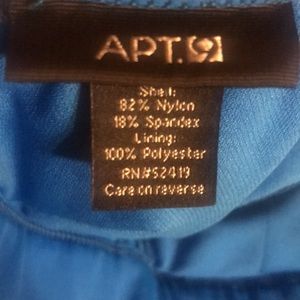 APT.9
Shell:
82% Nylon
18% Spandex
Lining:
100% Polyester
RN#52419
Care on reverse